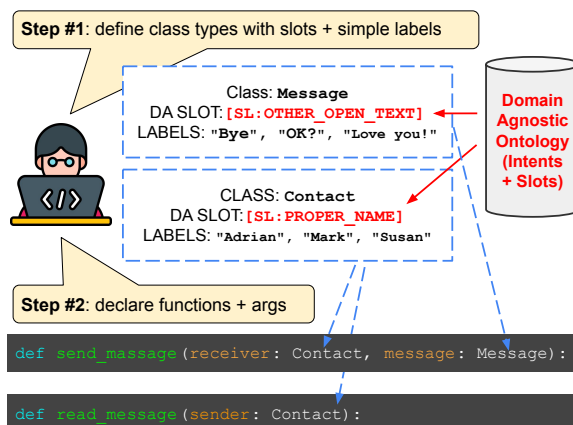 Step #1: define class types with slots + simple labels
Class: Message
DA SLOT:[SL:OTHER_OPEN_TEXT]
LABELS: "Bye", "OK?", "Love you!"
Domain
Agnostic
Ontology
(Intents
+ Slots)
</>
CLASS: Contact
DA SLOT:[SL:PROPER_NAME]
LABELS: "Adrian", "Mark", "Susan"
Step #2: declare functions + args
def send_massage(receiver: Contact, message: Message):
def read_message(sender: Contact):